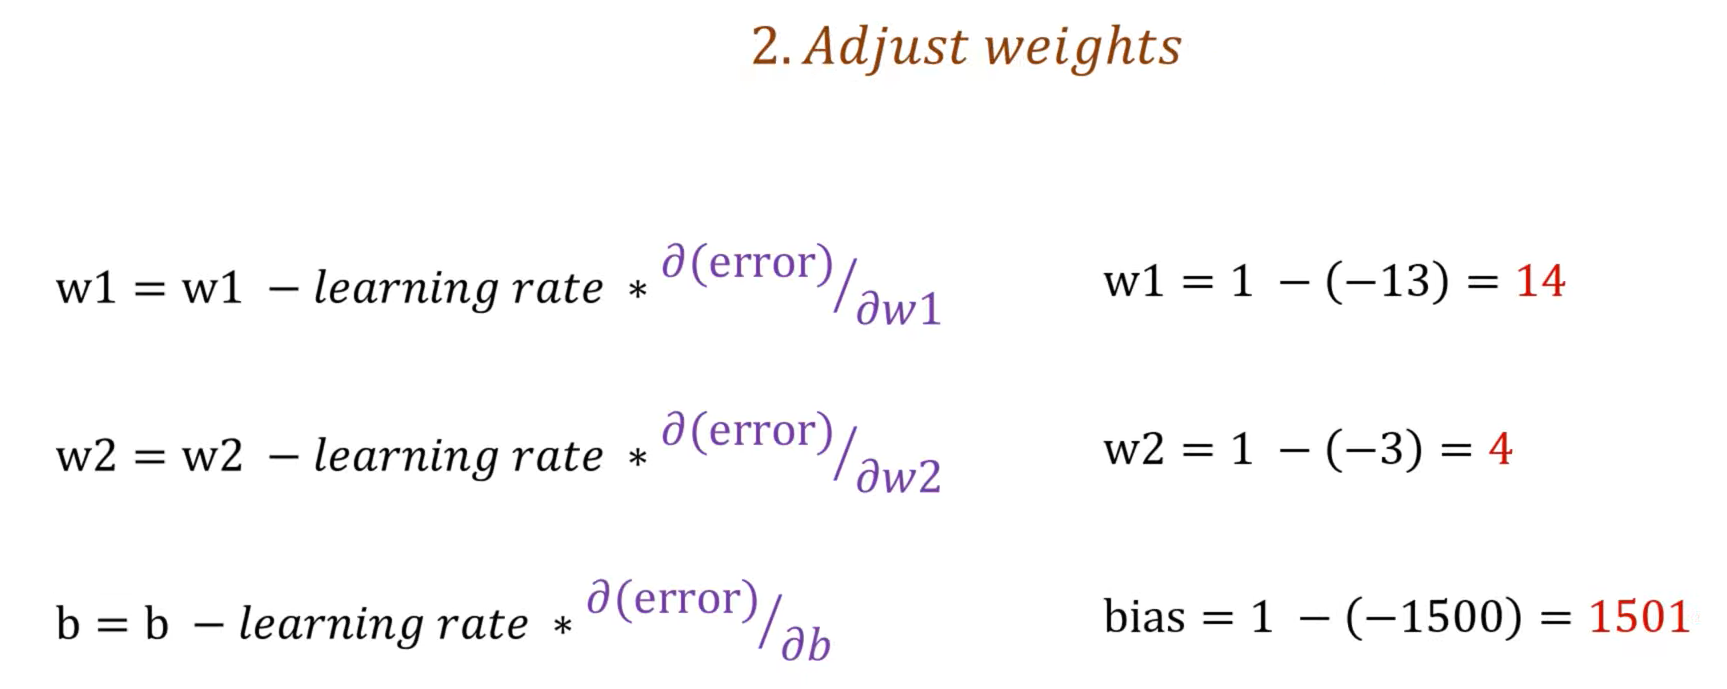 2. Adjust weights
w1 = w1 − learning rate ∗ ∂(error)/∂w1
w1 = 1 − (−13) = 14
w2 = w2 − learning rate ∗ ∂(error)/∂w2
w2 = 1 − (−3) = 4
b = b − learning rate ∗ ∂(error)/∂b
bias = 1 − (−1500) = 1501